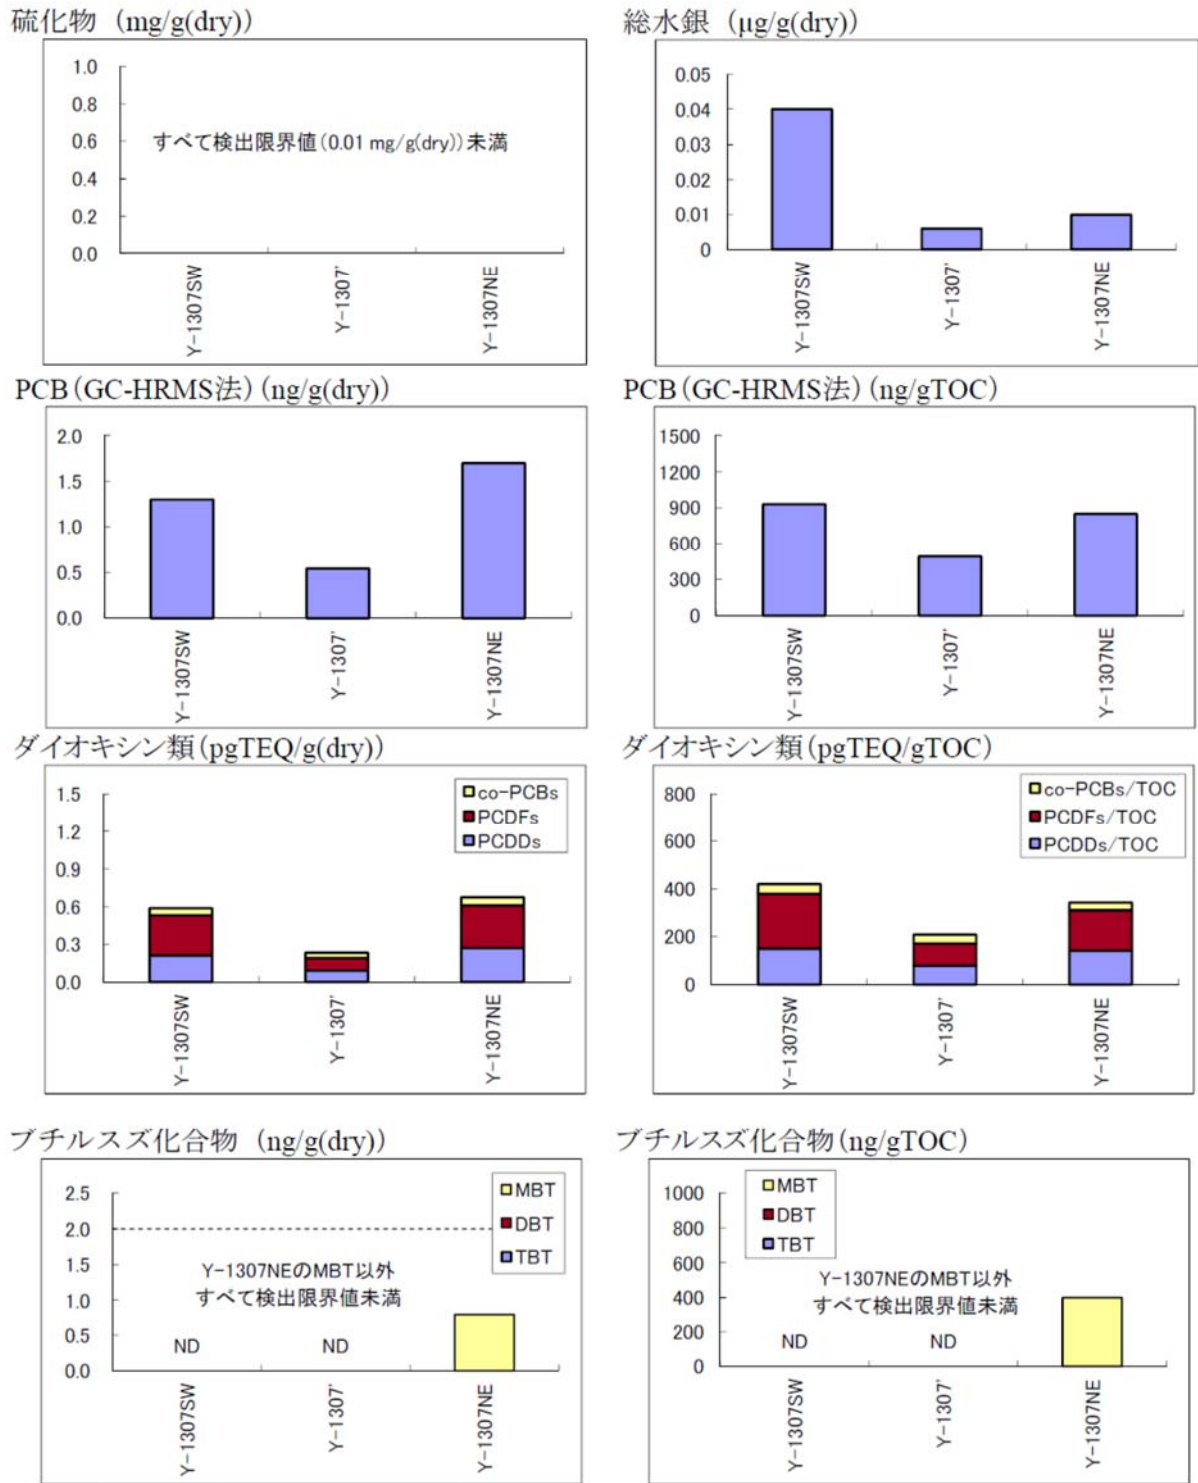 硫化物 (mg/g(dry))
1.0
0.8
0.6
0.4
0.2
0.0
すべて検出限界値(0.01 mg/g(dry))未満
Y-1307SW
Y-1307'
Y-1307NE
総水銀 (μg/g(dry))
0.05
0.04
0.03
0.02
0.01
0
Y-1307SW
Y-1307'
Y-1307NE
PCB(GC-HRMS法)(ng/g(dry))
2.0
1.5
1.0
0.5
0.0
Y-1307SW
Y-1307'
Y-1307NE
PCB(GC-HRMS法)(ng/gTOC)
1500
1200
900
600
300
0
Y-1307SW
Y-1307'
Y-1307NE
ダイオキシン類(pgTEQ/g(dry))
1.5
1.2
0.9
0.6
0.3
0.0
co-PCBs
PCDFs
PCDDs
Y-1307SW
Y-1307'
Y-1307NE
ダイオキシン類(pgTEQ/gTOC)
800
600
400
200
0
co-PCBs/TOC
PCDFs/TOC
PCDDs/TOC
Y-1307SW
Y-1307'
Y-1307NE
ブチルスズ化合物 (ng/g(dry))
2.5
2.0
1.5
1.0
0.5
0.0
MBT
DBT
TBT
Y-1307NEのMBT以外
すべて検出限界値未満
ND
ND
Y-1307SW
Y-1307'
Y-1307NE
ブチルスズ化合物(ng/gTOC)
1000
800
600
400
200
0
MBT
DBT
TBT
Y-1307NEのMBT以外
すべて検出限界値未満
ND
ND
Y-1307SW
Y-1307'
Y-1307NE